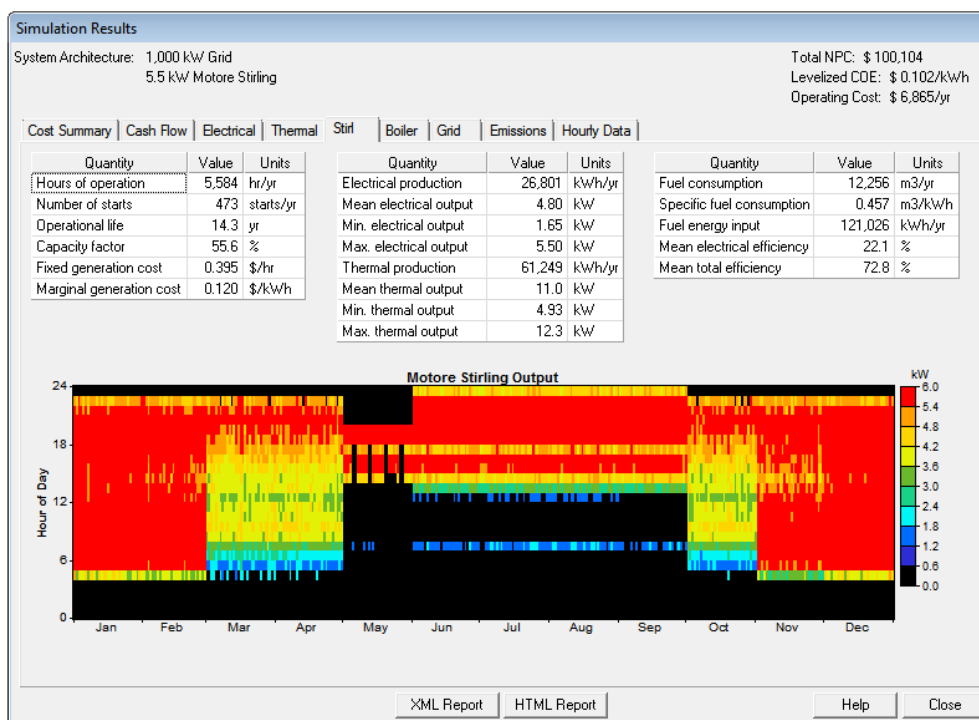 Simulation Results
System Architecture: 1,000 kW Grid
5.5 kW Motore Stirling
Total NPC: $ 100,104
Levelized COE: $ 0.102/kWh
Operating Cost: $ 6,865/yr
Cost Summary Cash Flow Electrical Thermal Stirl Boiler Grid Emissions Hourly Data
Quantity Value Units
Hours of operation 5,584 hr/yr
Number of starts 473 starts/yr
Operational life 14.3 yr
Capacity factor 55.6 %
Fixed generation cost 0.395 $/hr
Marginal generation cost 0.120 $/kWh
Quantity Value Units
Electrical production 26,801 kWh/yr
Mean electrical output 4.80 kW
Min. electrical output 1.65 kW
Max. electrical output 5.50 kW
Thermal production 61,249 kWh/yr
Mean thermal output 11.0 kW
Min. thermal output 4.93 kW
Max. thermal output 12.3 kW
Quantity Value Units
Fuel consumption 12,256 m3/yr
Specific fuel consumption 0.457 m3/kWh
Fuel energy input 121,026 kWh/yr
Mean electrical efficiency 22.1 %
Mean total efficiency 72.8 %
Motore Stirling Output
Hour of Day
24
18
12
6
0
Jan Feb Mar Apr May Jun Jul Aug Sep Oct Nov Dec
kW
6.0
5.4
4.8
4.2
3.6
3.0
2.4
1.8
1.2
0.6
0.0
XML Report HTML Report Help Close